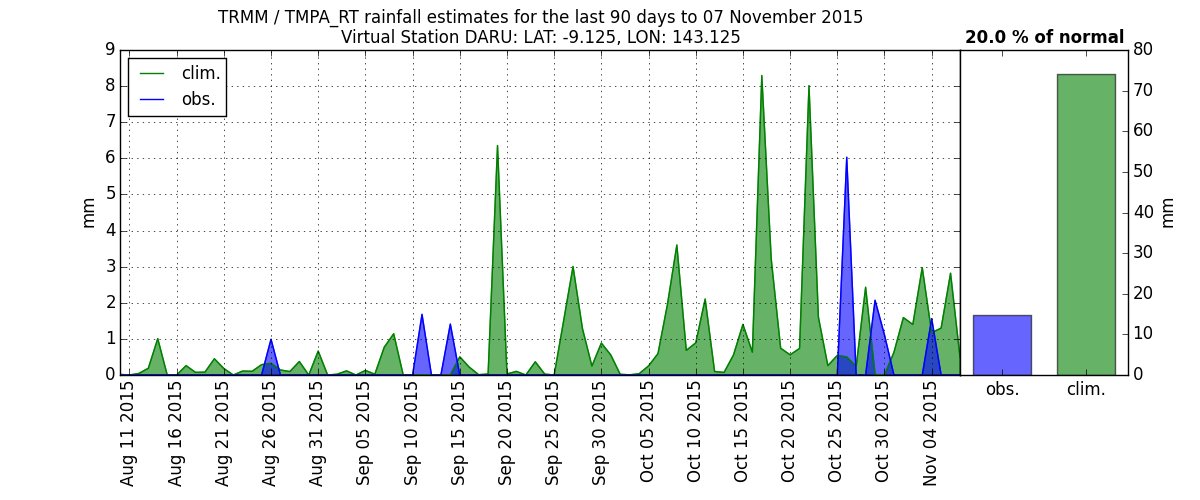 TRMM / TMPA_RT rainfall estimates for the last 90 days to 07 November 2015
Virtual Station DARU: LAT: -9.125, LON: 143.125
20.0 % of normal
clim.
obs.
9
8
7
6
5
4
3
2
1
0
mm
Aug 11 2015
Aug 16 2015
Aug 21 2015
Aug 26 2015
Aug 31 2015
Sep 05 2015
Sep 10 2015
Sep 15 2015
Sep 20 2015
Sep 25 2015
Sep 30 2015
Oct 05 2015
Oct 10 2015
Oct 15 2015
Oct 20 2015
Oct 25 2015
Oct 30 2015
Nov 04 2015
80
70
60
50
40
30
20
10
0
mm
obs.
clim.